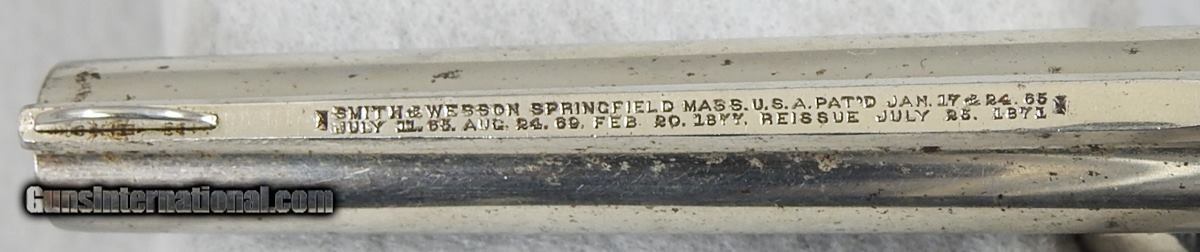 SMITH & WESSON SPRINGFIELD MASS. U.S.A. PAT'D JAN. 17 & 24. 65
JULY 11. 65. AUG. 24. 69. FEB. 20. 1877. REISSUE JULY 25. 1871
GunsInternational.com